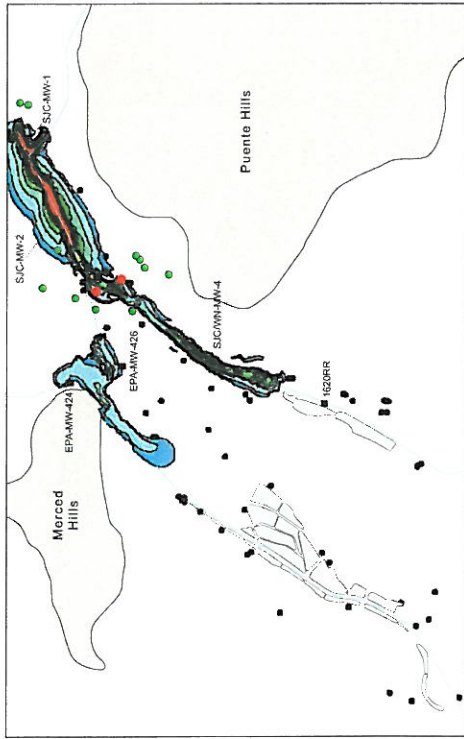 SJC-MW-1
SJC-MW-2
Puente Hills
EPA-MW-426
SJC/WN-MW-4
EPA-MW-424
Merced
Hills
1620RR